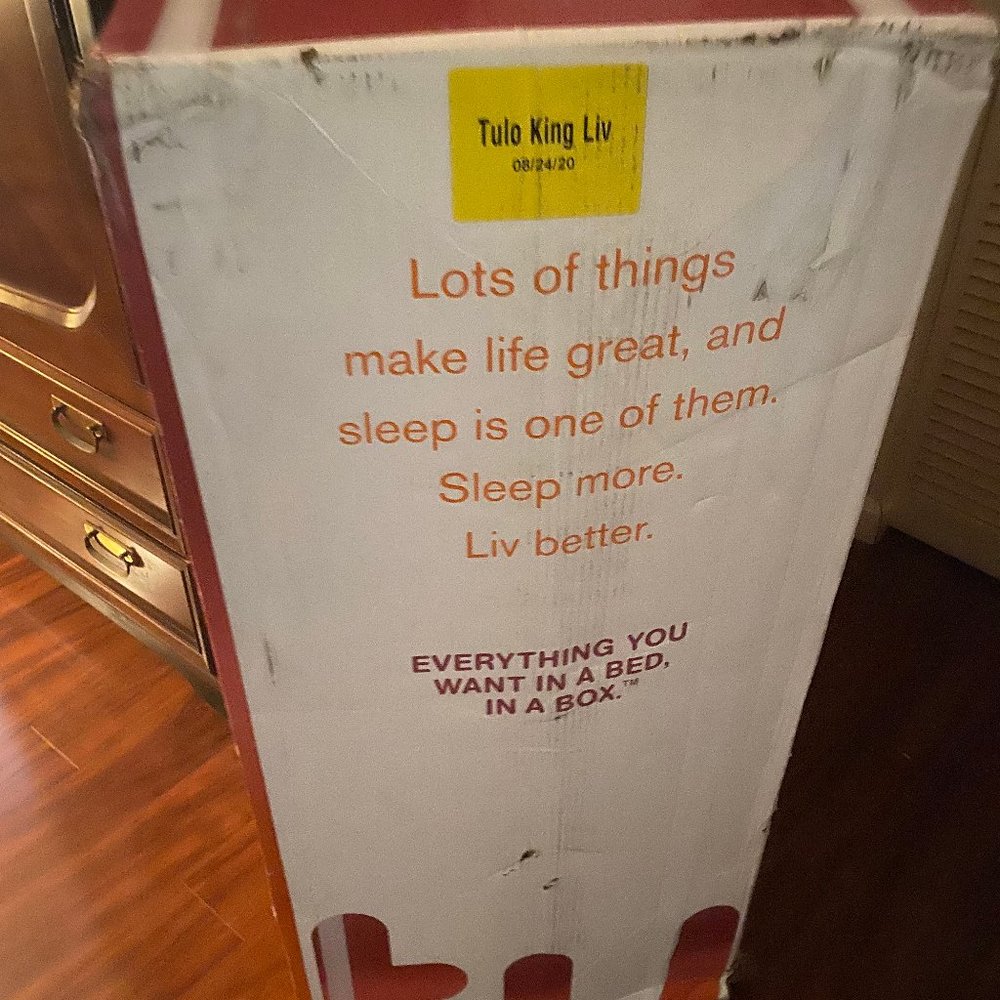 Tulo King Liv
08/24/20
Lots of things
make life great, and
sleep is one of them.
Sleep more.
Liv better.
EVERYTHING YOU
WANT IN A BED,
IN A BOX.™